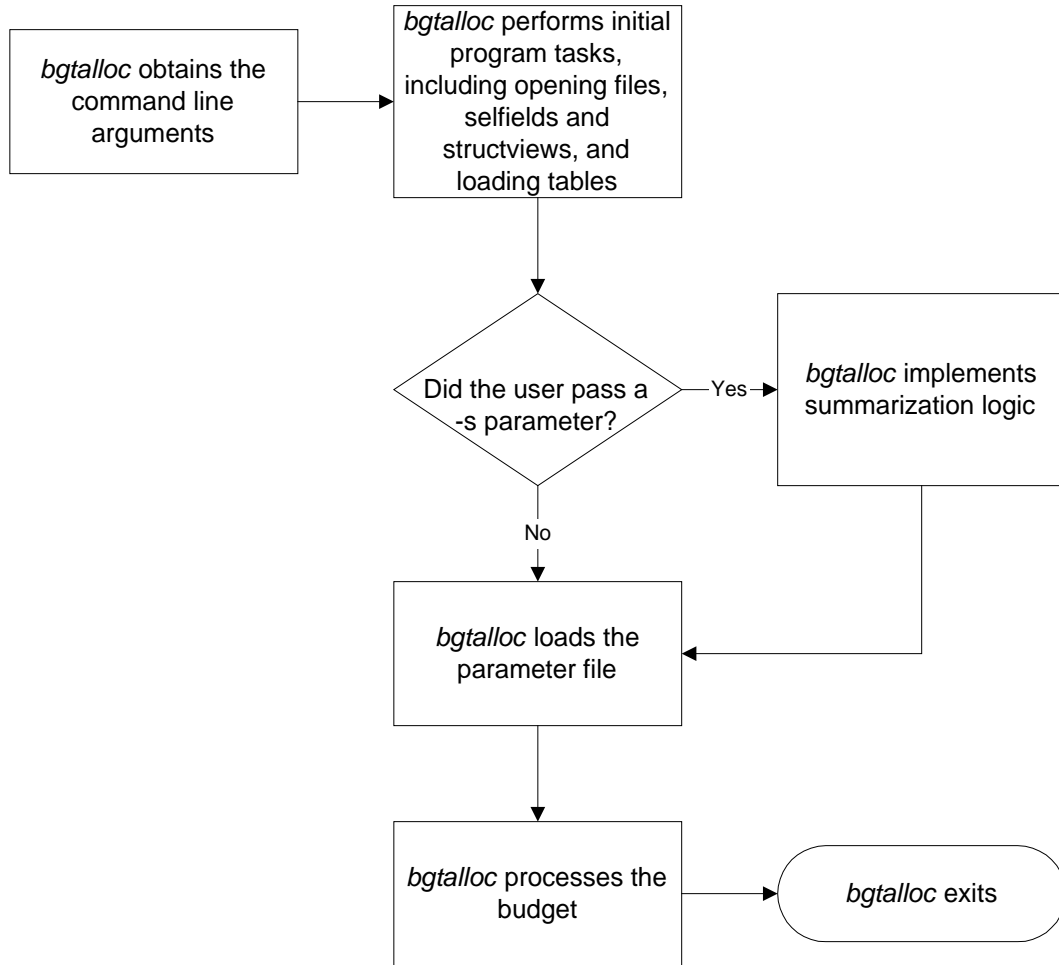 bgtalloc obtains the
command line
arguments
bgtalloc performs initial
program tasks,
including opening files,
selfields and
structviews, and
loading tables
Did the user pass a
-s parameter?
Yes
bgtalloc implements
summarization logic
No
bgtalloc loads the
parameter file
bgtalloc processes the
budget
bgtalloc exits